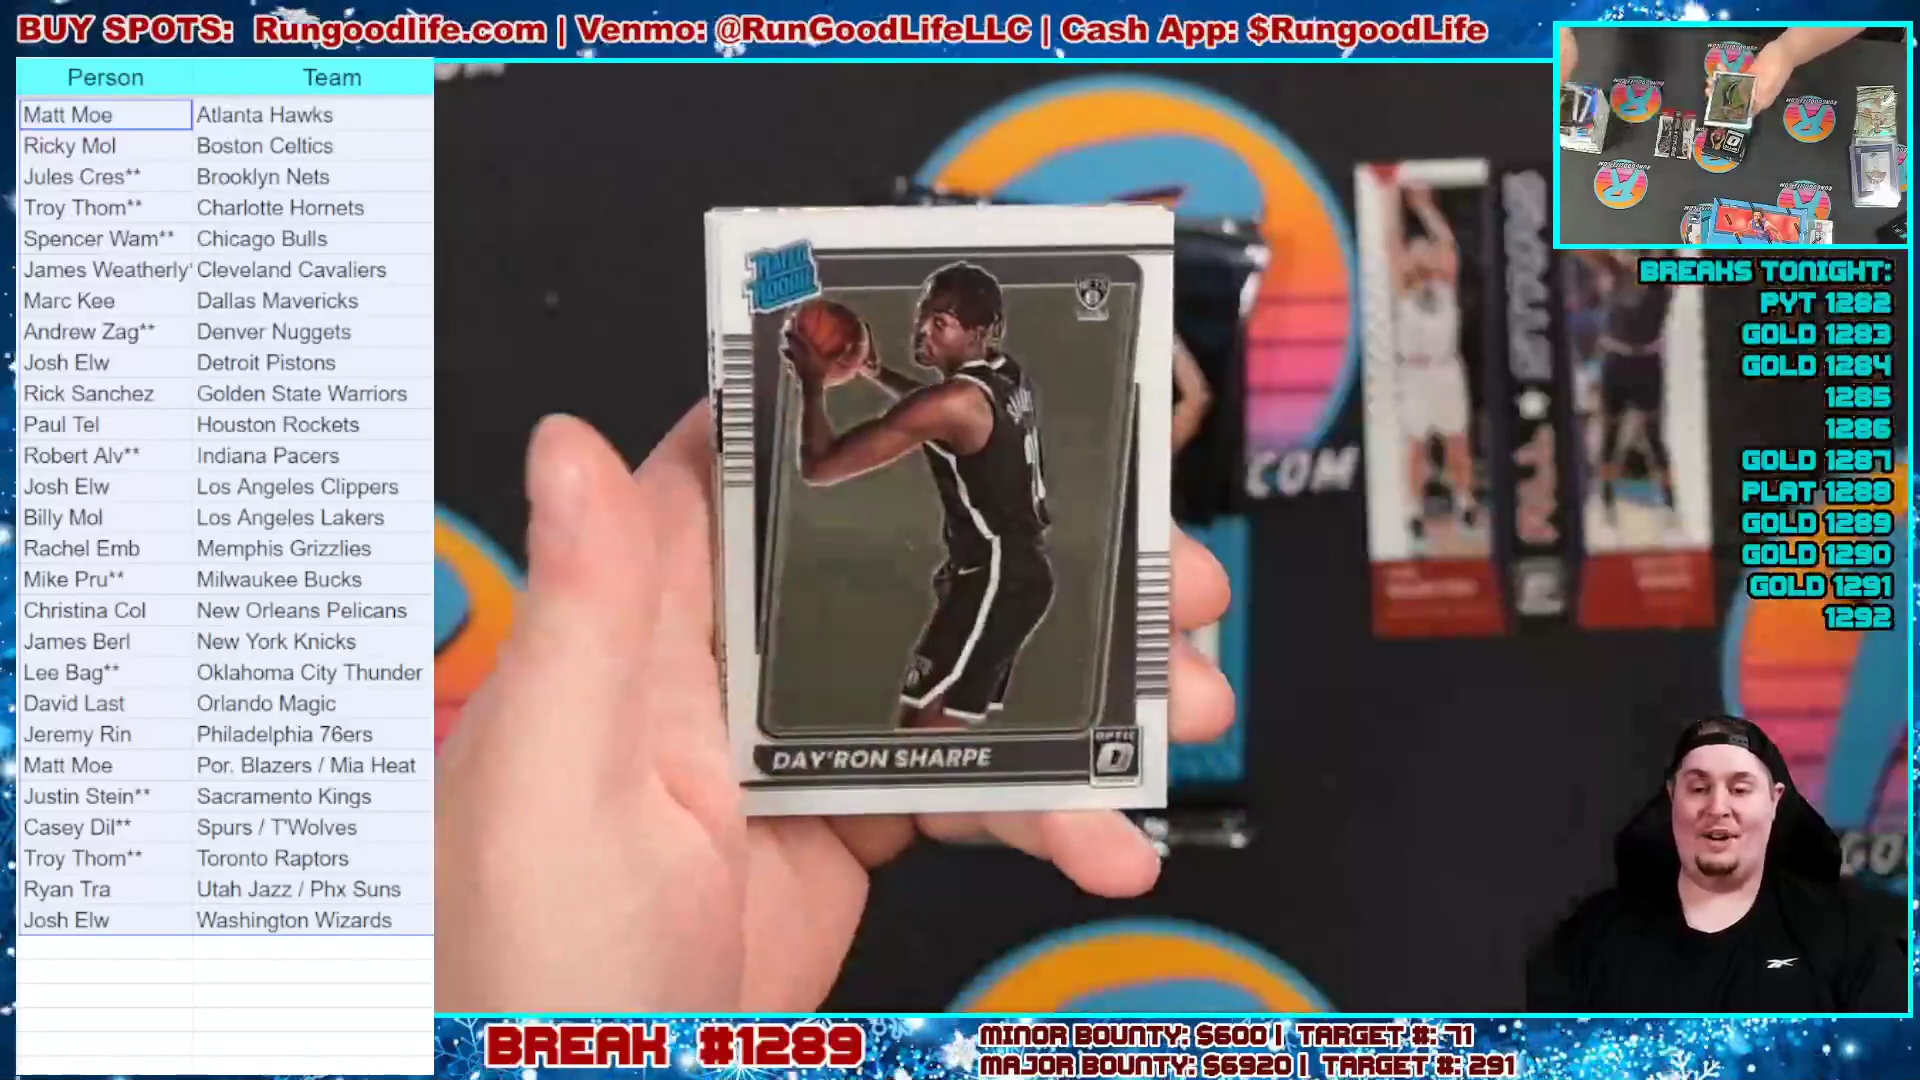 BUY SPOTS: Rungoodlife.com | Venmo: @RunGoodLifeLLC | Cash App: $RungoodLife
Person Team
Matt Moe Atlanta Hawks
Ricky Mol Boston Celtics
Jules Cres** Brooklyn Nets
Troy Thom** Charlotte Hornets
Spencer Wam** Chicago Bulls
James Weatherly' Cleveland Cavaliers
Marc Kee Dallas Mavericks
Andrew Zag** Denver Nuggets
Josh Elw Detroit Pistons
Rick Sanchez Golden State Warriors
Paul Tel Houston Rockets
Robert Alv** Indiana Pacers
Josh Elw Los Angeles Clippers
Billy Mol Los Angeles Lakers
Rachel Emb Memphis Grizzlies
Mike Pru** Milwaukee Bucks
Christina Col New Orleans Pelicans
James Berl New York Knicks
Lee Bag** Oklahoma City Thunder
David Last Orlando Magic
Jeremy Rin Philadelphia 76ers
Matt Moe Por. Blazers / Mia Heat
Justin Stein** Sacramento Kings
Casey Dil** Spurs / T'Wolves
Troy Thom** Toronto Raptors
Ryan Tra Utah Jazz / Phx Suns
Josh Elw Washington Wizards
RATED ROOKIE
NETS
DAY'RON SHARPE
OPTIC
COM
BREAKS TONIGHT:
PYT 1282
GOLD 1283
GOLD 1284
1285
1286
GOLD 1287
PLAT 1288
GOLD 1289
GOLD 1290
GOLD 1291
1292
BREAK #1289
MINOR BOUNTY: $600 | TARGET #: 71
MAJOR BOUNTY: $6920 | TARGET #: 291